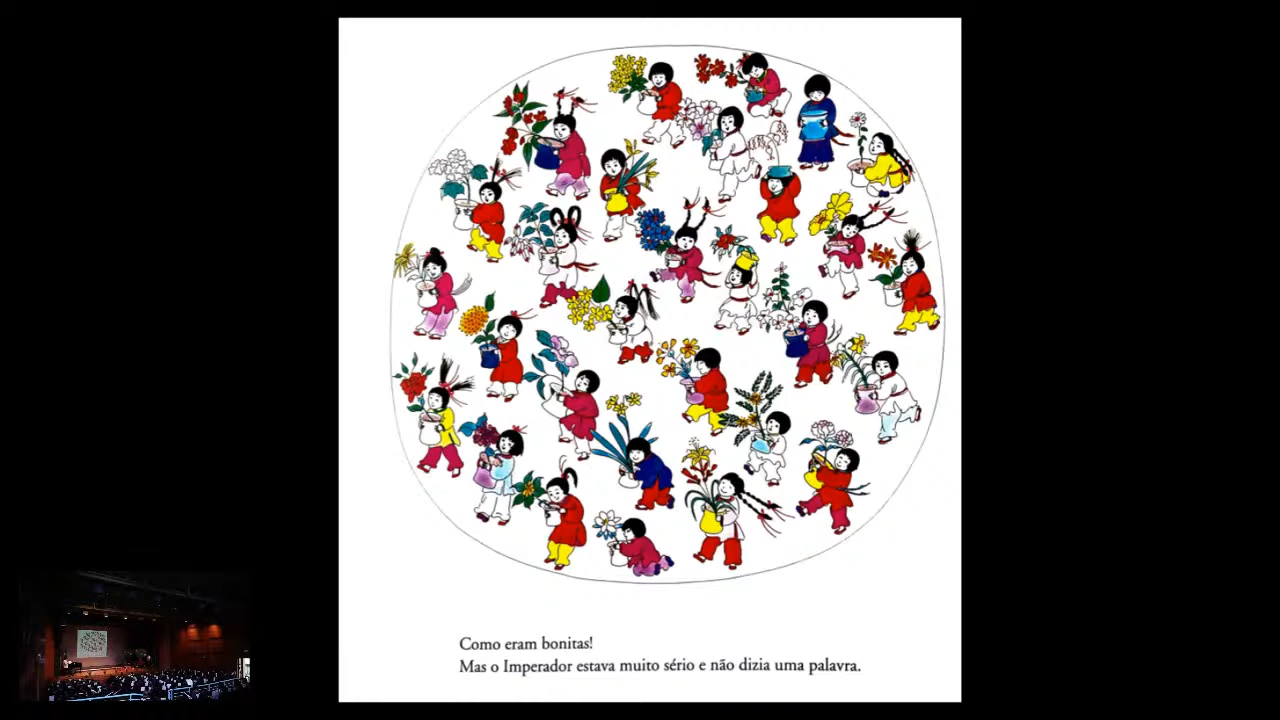 Como eram bonitas!
Mas o Imperador estava muito sério e não dizia uma palavra.